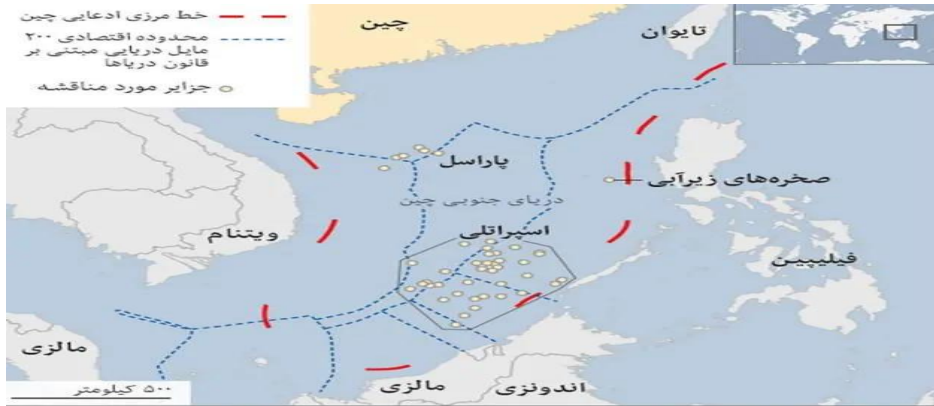 خط مرزی ادعایی چین
محدوده اقتصادی ۲۰۰
مایل دریایی مبتنی بر
قانون دریاها
جزایر مورد مناقشه
چین
تایوان
پاراسل
صخره‌های زیرآبی
دریای جنوبی چین
اسپراتلی
ویتنام
فیلیپین
مالزی
مالزی
اندونزی
۵۰۰ کیلومتر